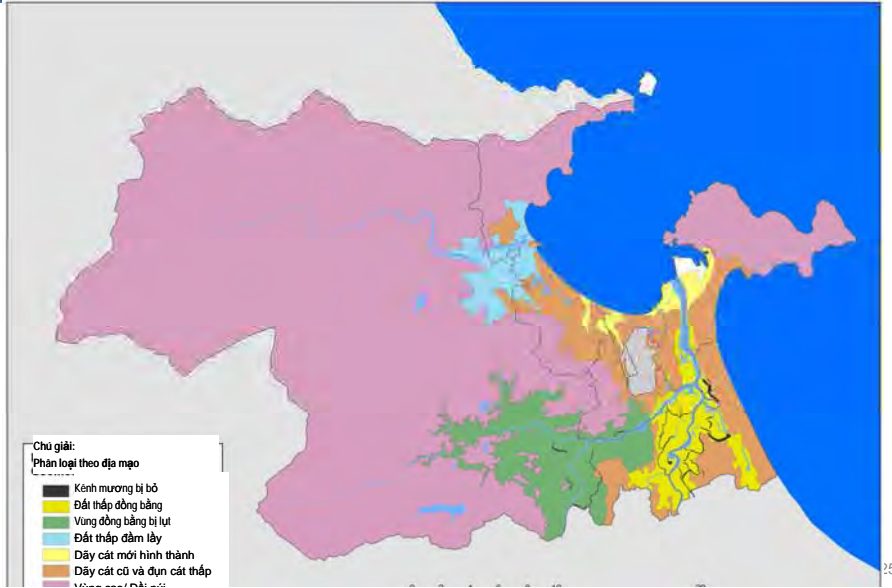 Chú giải:
Phân loại theo địa mạo
Kênh mương bị bỏ
Đất thấp đồng bằng
Vùng đồng bằng bị lụt
Đất thấp đầm lầy
Dãy cát mới hình thành
Dãy cát cũ và đụn cát thấp